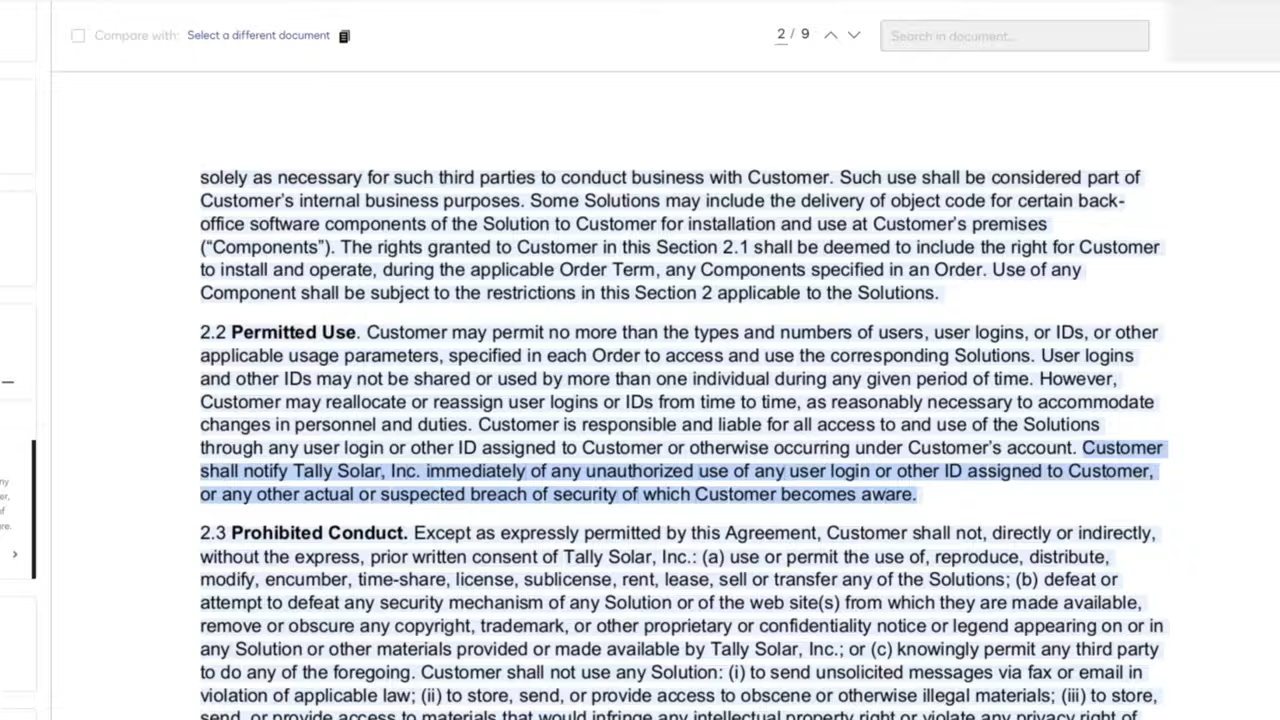 Compare with: Select a different document
2 / 9
Search in document...
solely as necessary for such third parties to conduct business with Customer. Such use shall be considered part of
Customer’s internal business purposes. Some Solutions may include the delivery of object code for certain back-
office software components of the Solution to Customer for installation and use at Customer’s premises
(“Components”). The rights granted to Customer in this Section 2.1 shall be deemed to include the right for Customer
to install and operate, during the applicable Order Term, any Components specified in an Order. Use of any
Component shall be subject to the restrictions in this Section 2 applicable to the Solutions.
2.2 Permitted Use. Customer may permit no more than the types and numbers of users, user logins, or IDs, or other
applicable usage parameters, specified in each Order to access and use the corresponding Solutions. User logins
and other IDs may not be shared or used by more than one individual during any given period of time. However,
Customer may reallocate or reassign user logins or IDs from time to time, as reasonably necessary to accommodate
changes in personnel and duties. Customer is responsible and liable for all access to and use of the Solutions
through any user login or other ID assigned to Customer or otherwise occurring under Customer’s account. Customer
shall notify Tally Solar, Inc. immediately of any unauthorized use of any user login or other ID assigned to Customer,
or any other actual or suspected breach of security of which Customer becomes aware.
2.3 Prohibited Conduct. Except as expressly permitted by this Agreement, Customer shall not, directly or indirectly,
without the express, prior written consent of Tally Solar, Inc.: (a) use or permit the use of, reproduce, distribute,
modify, encumber, time-share, license, sublicense, rent, lease, sell or transfer any of the Solutions; (b) defeat or
attempt to defeat any security mechanism of any Solution or of the web site(s) from which they are made available,
remove or obscure any copyright, trademark, or other proprietary or confidentiality notice or legend appearing on or in
any Solution or other materials provided or made available by Tally Solar, Inc.; or (c) knowingly permit any third party
to do any of the foregoing. Customer shall not use any Solution: (i) to send unsolicited messages via fax or email in
violation of applicable law; (ii) to store, send, or provide access to obscene or otherwise illegal materials; (iii) to store,
send, or provide access to materials that would infringe any intellectual property right or violate any privacy right of